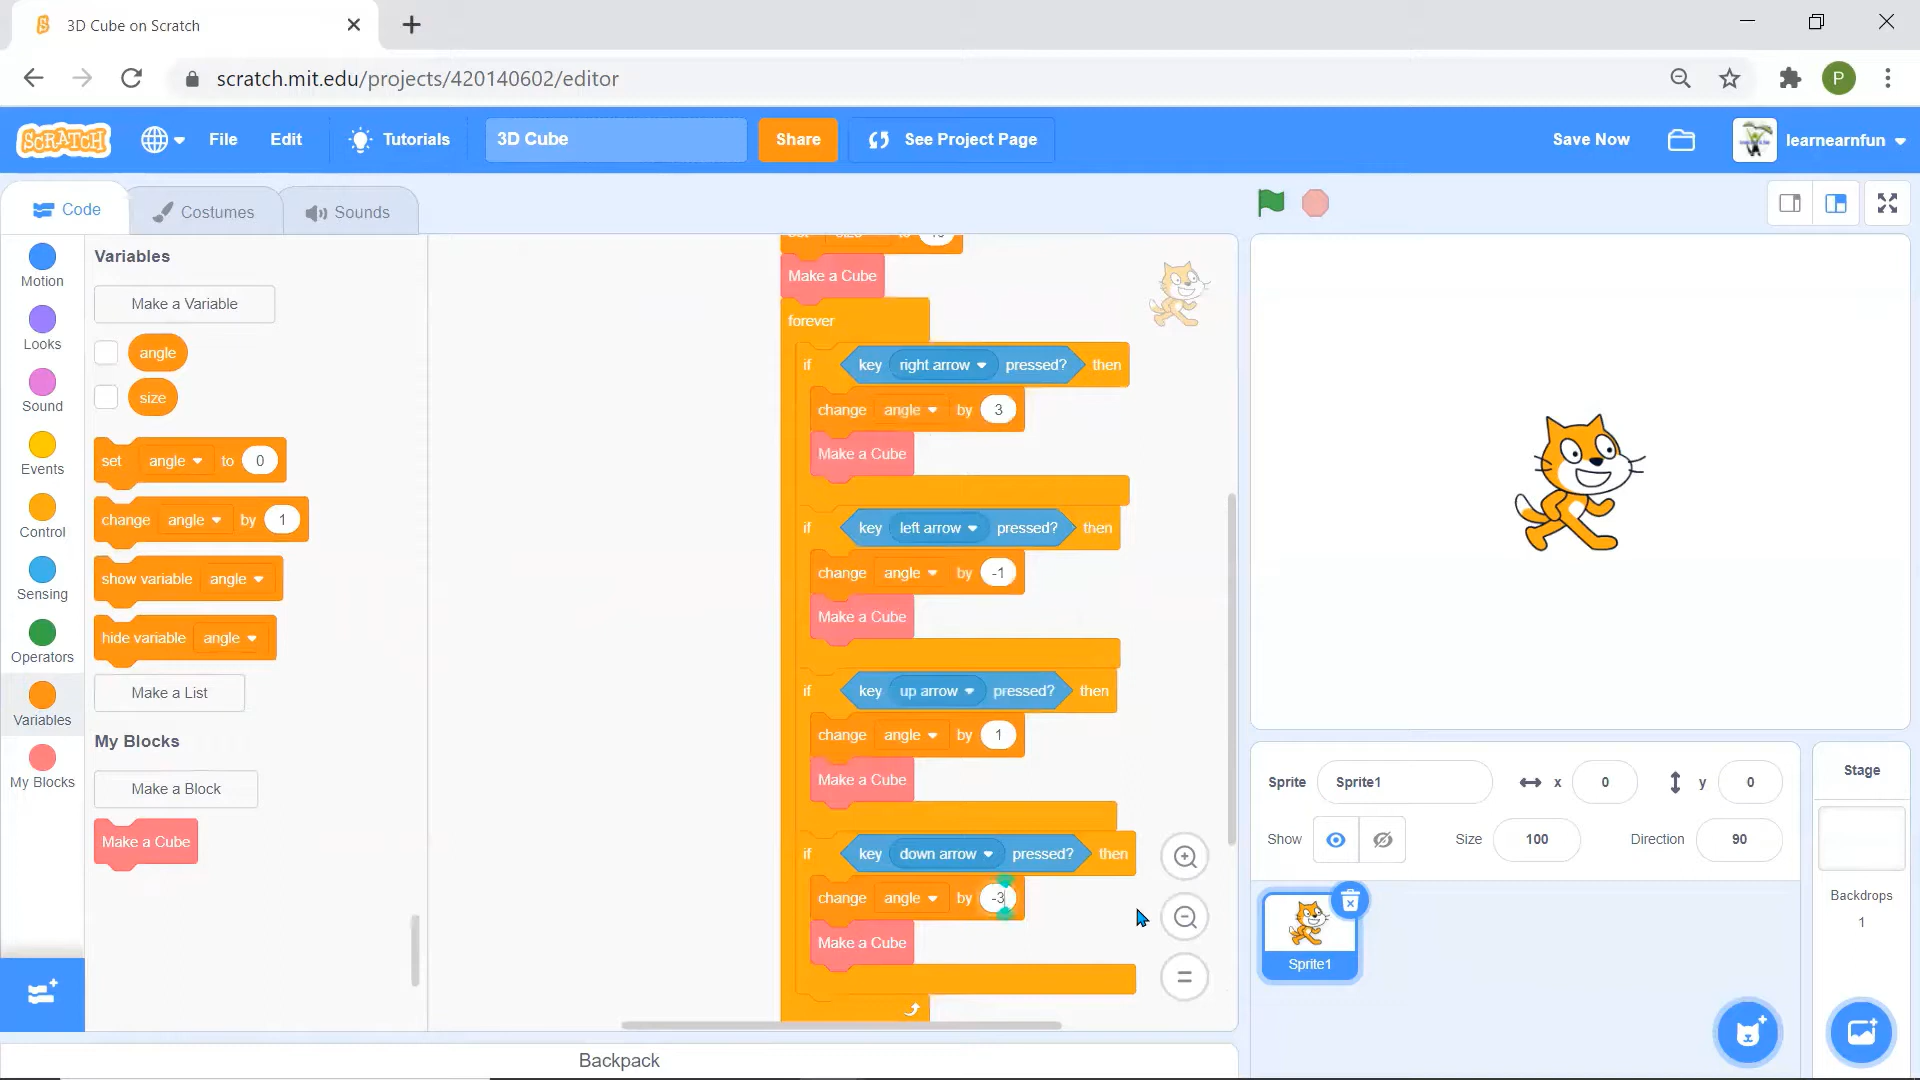 3D Cube on Scratch
scratch.mit.edu/projects/420140602/editor
P
SCRATCH
File
Edit
Tutorials
3D Cube
Share
See Project Page
Save Now
learnearnfun
Code
Costumes
Sounds
Motion
Looks
Sound
Events
Control
Sensing
Operators
Variables
My Blocks
Variables
Make a Variable
angle
size
set angle to 0
change angle by 1
show variable angle
hide variable angle
Make a List
My Blocks
Make a Block
Make a Cube
Make a Cube
forever
if key right arrow pressed? then
change angle by 3
Make a Cube
if key left arrow pressed? then
change angle by -1
Make a Cube
if key up arrow pressed? then
change angle by 1
Make a Cube
if key down arrow pressed? then
change angle by -3
Make a Cube
Backpack
Sprite Sprite1 x 0 y 0
Show Size 100 Direction 90
Sprite1
Stage
Backdrops
1